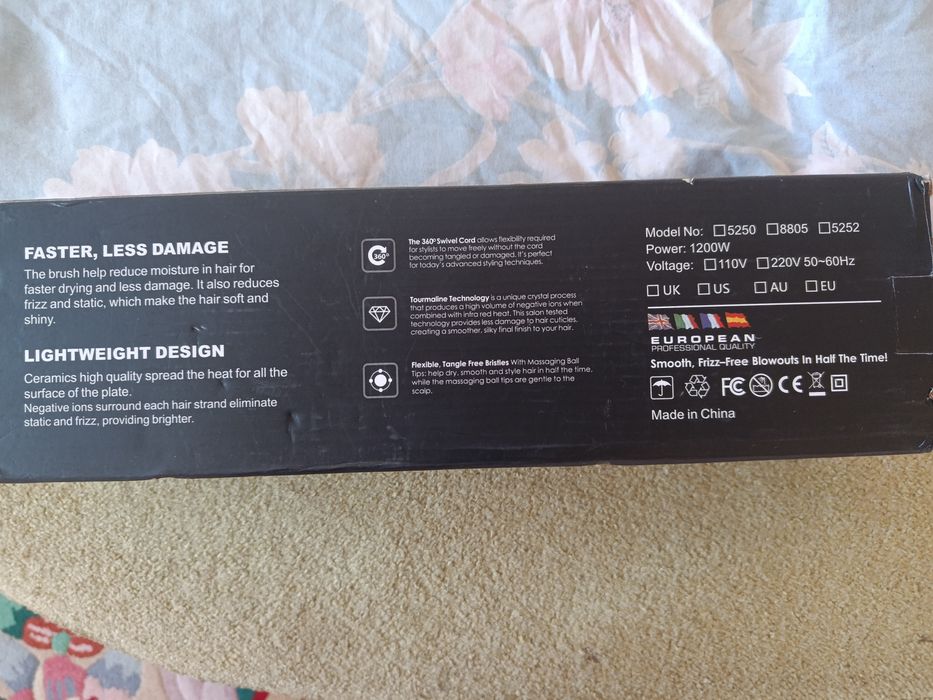 FASTER, LESS DAMAGE
The brush help reduce moisture in hair for
faster drying and less damage. It also reduces
frizz and static, which make the hair soft and
shiny.
LIGHTWEIGHT DESIGN
Ceramics high quality spread the heat for all the
surface of the plate.
Negative ions surround each hair strand eliminate
static and frizz, providing brighter.
360°
The 360° Swivel Cord allows flexibility required
for stylists to move freely without the cord
becoming tangled or damaged. It's perfect
for today's advanced styling techniques.
Tourmaline Technology is a unique crystal process
that produces a high volume of negative ions when
combined with infra red heat. This salon tested
technology provides less damage to hair cuticles,
creating a smoother, silky final finish to your hair.
Flexible, Tangle Free Bristles With Massaging Ball
Tips: help dry, smooth and style hair in half the time,
while the massaging ball tips are gentle to the
scalp.
Model No: ☐5250 ☐8805 ☐5252
Power: 1200W
Voltage: ☐110V ☐220V 50~60Hz
☐UK ☐US ☐AU ☐EU
EUROPEAN
PROFESSIONAL QUALITY
Smooth, Frizz–Free Blowouts In Half The Time!
FC CE
Made in China